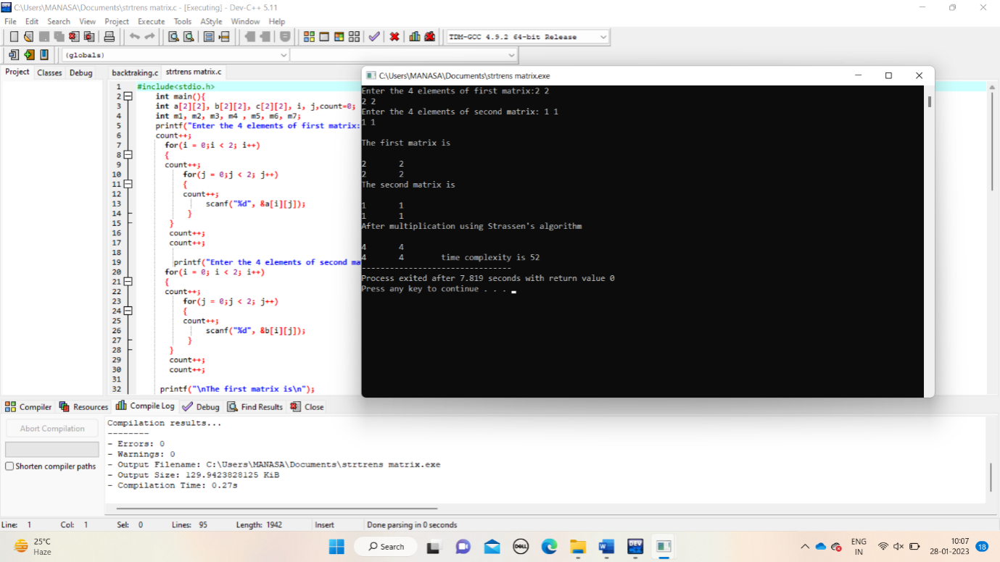 C:\Users\MANASA\Documents\strtrens matrix.c - [Executing] - Dev-C++ 5.11
File Edit Search View Project Execute Tools AStyle Window Help
TDM-GCC 4.9.2 64-bit Release
(globals)
Project Classes Debug
backtraking.c strtrens matrix.c
1 #include<stdio.h>
2 int main(){
3 int a[2][2], b[2][2], c[2][2], i, j,count=0;
4 int m1, m2, m3, m4 , m5, m6, m7;
5 printf("Enter the 4 elements of first matrix:
6 count++;
7 for(i = 0;i < 2; i++)
8 {
9 count++;
10 for(j = 0;j < 2; j++)
11 {
12 count++;
13 scanf("%d", &a[i][j]);
14 }
15 }
16 count++;
17 count++;
18
19 printf("Enter the 4 elements of second ma
20 for(i = 0; i < 2; i++)
21 {
22 count++;
23 for(j = 0;j < 2; j++)
24 {
25 count++;
26 scanf("%d", &b[i][j]);
27 }
28 }
29 count++;
30 count++;
31
32 printf("\nThe first matrix is\n");
C:\Users\MANASA\Documents\strtrens matrix.exe
Enter the 4 elements of first matrix:2 2
2 2
Enter the 4 elements of second matrix: 1 1
1 1
The first matrix is
2 2
2 2
The second matrix is
1 1
1 1
After multiplication using Strassen's algorithm
4 4
4 4 time complexity is 52
--------------------------------
Process exited after 7.819 seconds with return value 0
Press any key to continue . . .
Compiler Resources Compile Log Debug Find Results Close
Abort Compilation
Shorten compiler paths
Compilation results...
--------
- Errors: 0
- Warnings: 0
- Output Filename: C:\Users\MANASA\Documents\strtrens matrix.exe
- Output Size: 129.9423828125 KiB
- Compilation Time: 0.27s
Line: 1 Col: 1 Sel: 0 Lines: 95 Length: 1942 Insert Done parsing in 0 seconds
25°C
Haze
Search
DELL
W
DEV
ENG
IN
10:07
28-01-2023
18